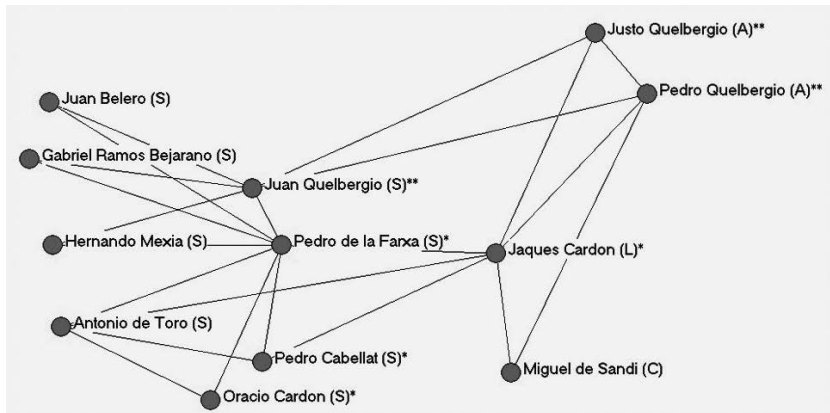 Justo Quelbergio (A)**
Pedro Quelbergio (A)**
Juan Belero (S)
Gabriel Ramos Bejarano (S)
Juan Quelbergio (S)**
Hernando Mexia (S)
Pedro de la Farxa (S)*
Jaques Cardon (L)*
Antonio de Toro (S)
Pedro Cabellat (S)*
Miguel de Sandi (C)
Oracio Cardon (S)*